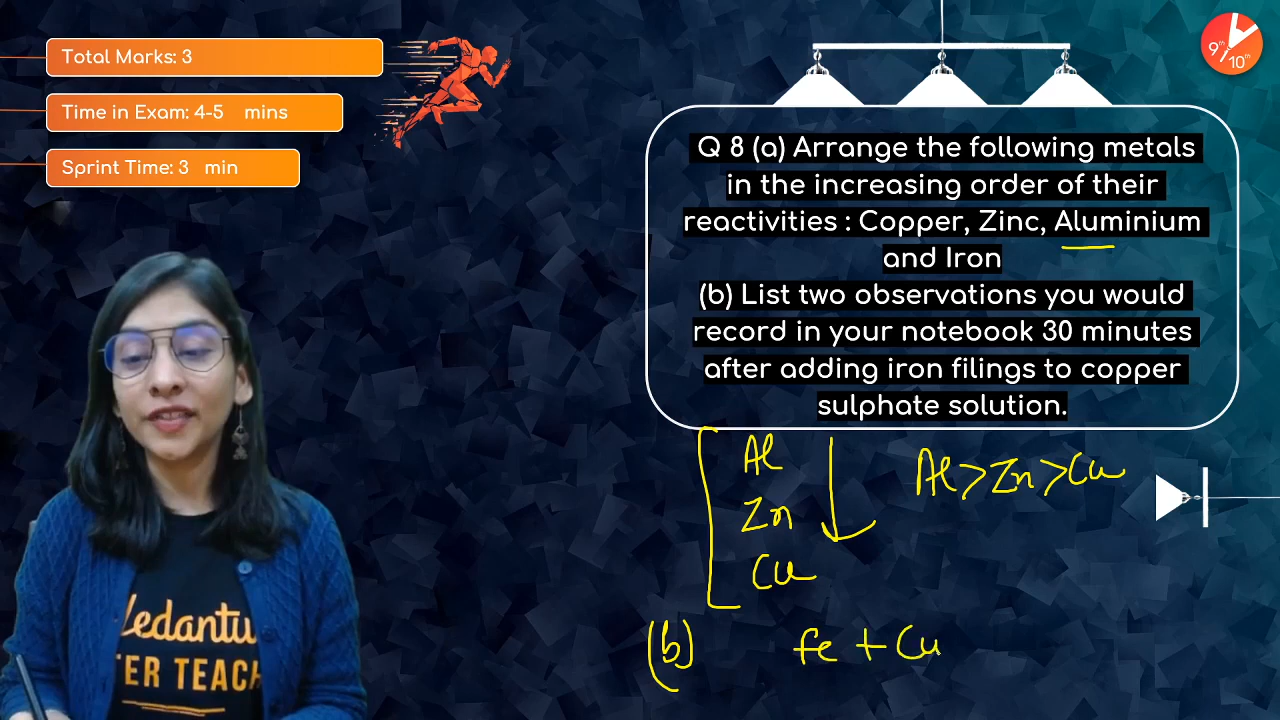 Total Marks: 3
Time in Exam: 4-5 mins
Sprint Time: 3 min
9th
10th
Q 8 (a) Arrange the following metals
in the increasing order of their
reactivities : Copper, Zinc, Aluminium
and Iron
(b) List two observations you would
record in your notebook 30 minutes
after adding iron filings to copper
sulphate solution.
Al
Zn
Cu
Al > Zn > Cu
(b) Fe + Cu
Vedantu
TER TEACH